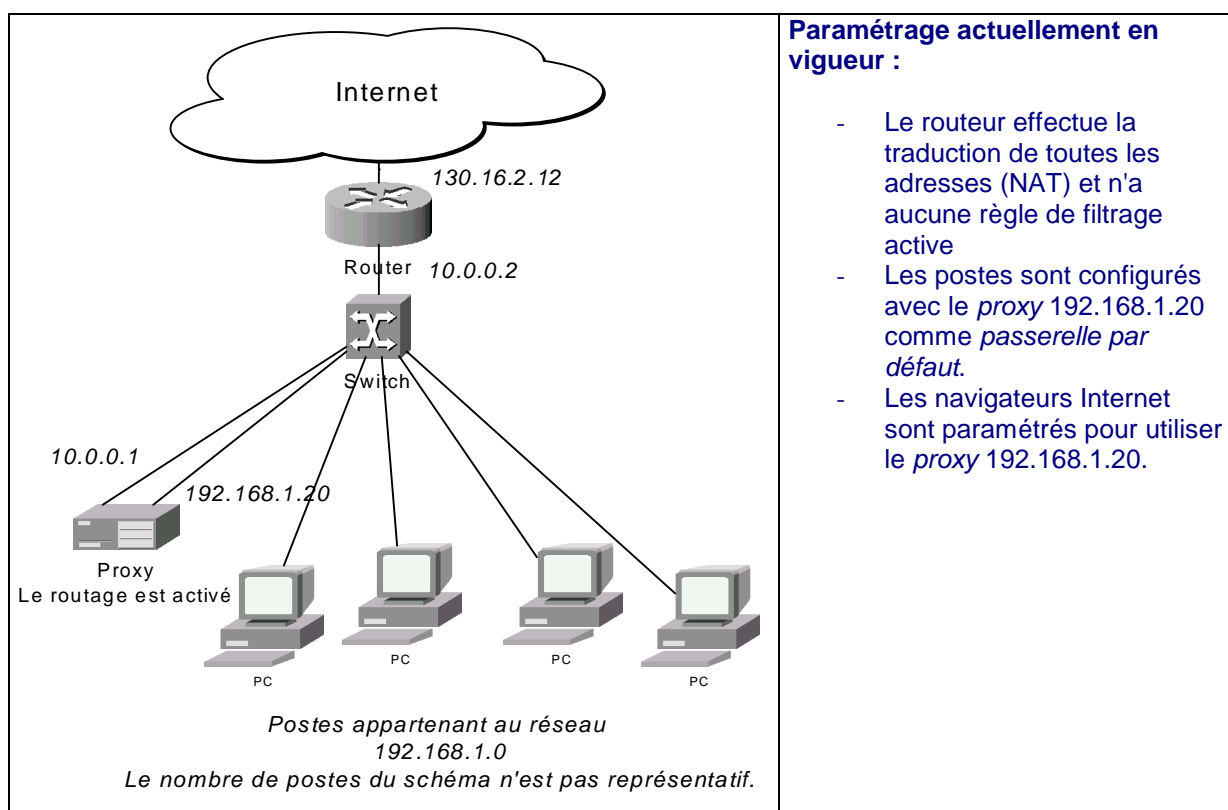 Internet
130.16.2.12
Router
10.0.0.2
Switch
10.0.0.1
192.168.1.20
Proxy
Le routage est activé
PC
PC
PC
PC
Postes appartenant au réseau
192.168.1.0
Le nombre de postes du schéma n'est pas représentatif.
Paramétrage actuellement en
vigueur :
- Le routeur effectue la
traduction de toutes les
adresses (NAT) et n'a
aucune règle de filtrage
active
- Les postes sont configurés
avec le proxy 192.168.1.20
comme passerelle par
défaut.
- Les navigateurs Internet
sont paramétrés pour utiliser
le proxy 192.168.1.20.